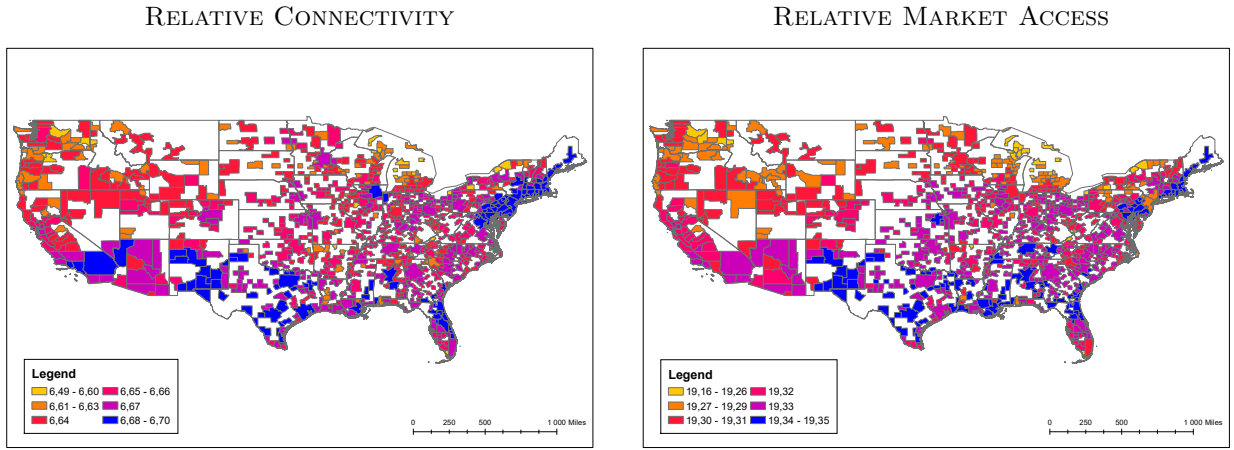 RELATIVE CONNECTIVITY
RELATIVE MARKET ACCESS
Legend
6,49 - 6,60 6,65 - 6,66
6,61 - 6,63 6,67
6,64 6,68 - 6,70
0 250 500 1 000 Miles
Legend
19,16 - 19,26 19,32
19,27 - 19,29 19,33
19,30 - 19,31 19,34 - 19,35
0 250 500 1 000 Miles